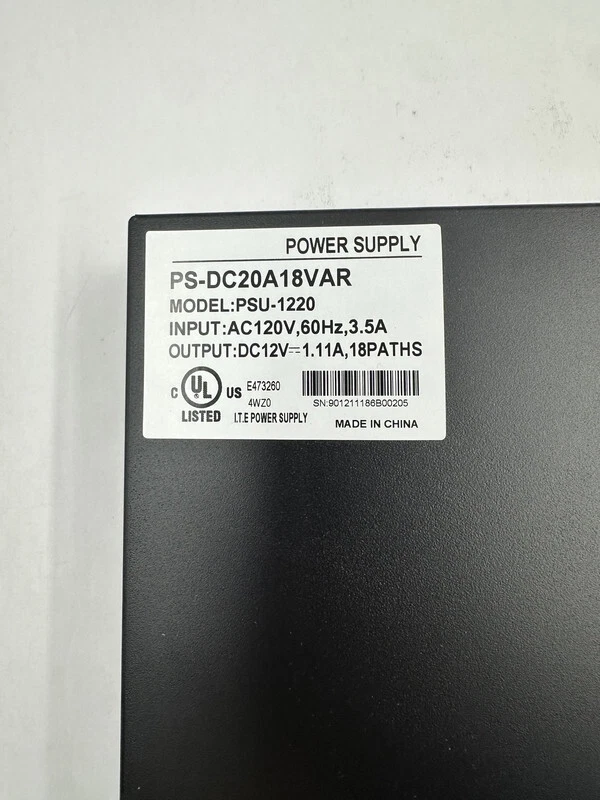 POWER SUPPLY
PS-DC20A18VAR
MODEL:PSU-1220
INPUT:AC120V,60Hz,3.5A
OUTPUT:DC12V⎓1.11A,18PATHS
C UL US
LISTED
E473260
4WZ0
I.T.E POWER SUPPLY
SN:901211186B00205
MADE IN CHINA